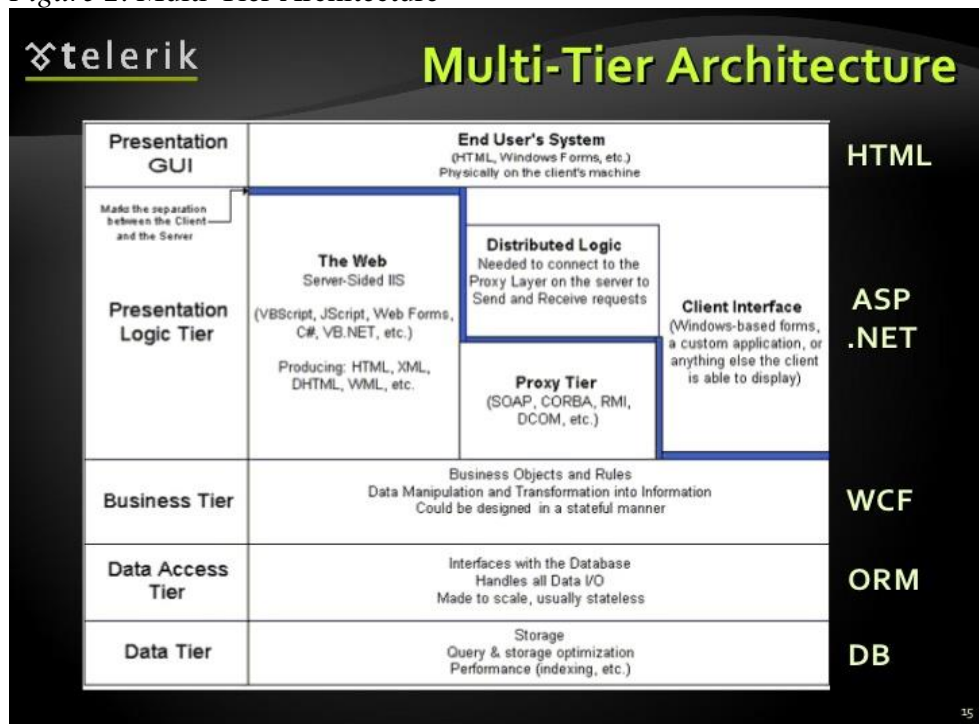 Figure 2: Multi-Tier Architecture
telerik
Multi-Tier Architecture
Presentation
GUI
End User's System
(HTML, Windows Forms, etc.)
Physically on the client's machine
HTML
Marks the separation
between the Client
and the Server
Presentation
Logic Tier
The Web
Server-Sided IIS
(VBScript, JScript, Web Forms,
C#, VB.NET, etc.)
Producing: HTML, XML,
DHTML, WML, etc.
Distributed Logic
Needed to connect to the
Proxy Layer on the server to
Send and Receive requests
Proxy Tier
(SOAP, CORBA, RMI,
DCOM, etc.)
Client Interface
(Windows-based forms,
a custom application, or
anything else the client
is able to display)
ASP
.NET
Business Tier
Business Objects and Rules
Data Manipulation and Transformation into Information
Could be designed in a stateful manner
WCF
Data Access
Tier
Interfaces with the Database
Handles all Data I/O
Made to scale, usually stateless
ORM
Data Tier
Storage
Query & storage optimization
Performance (indexing, etc.)
DB
15